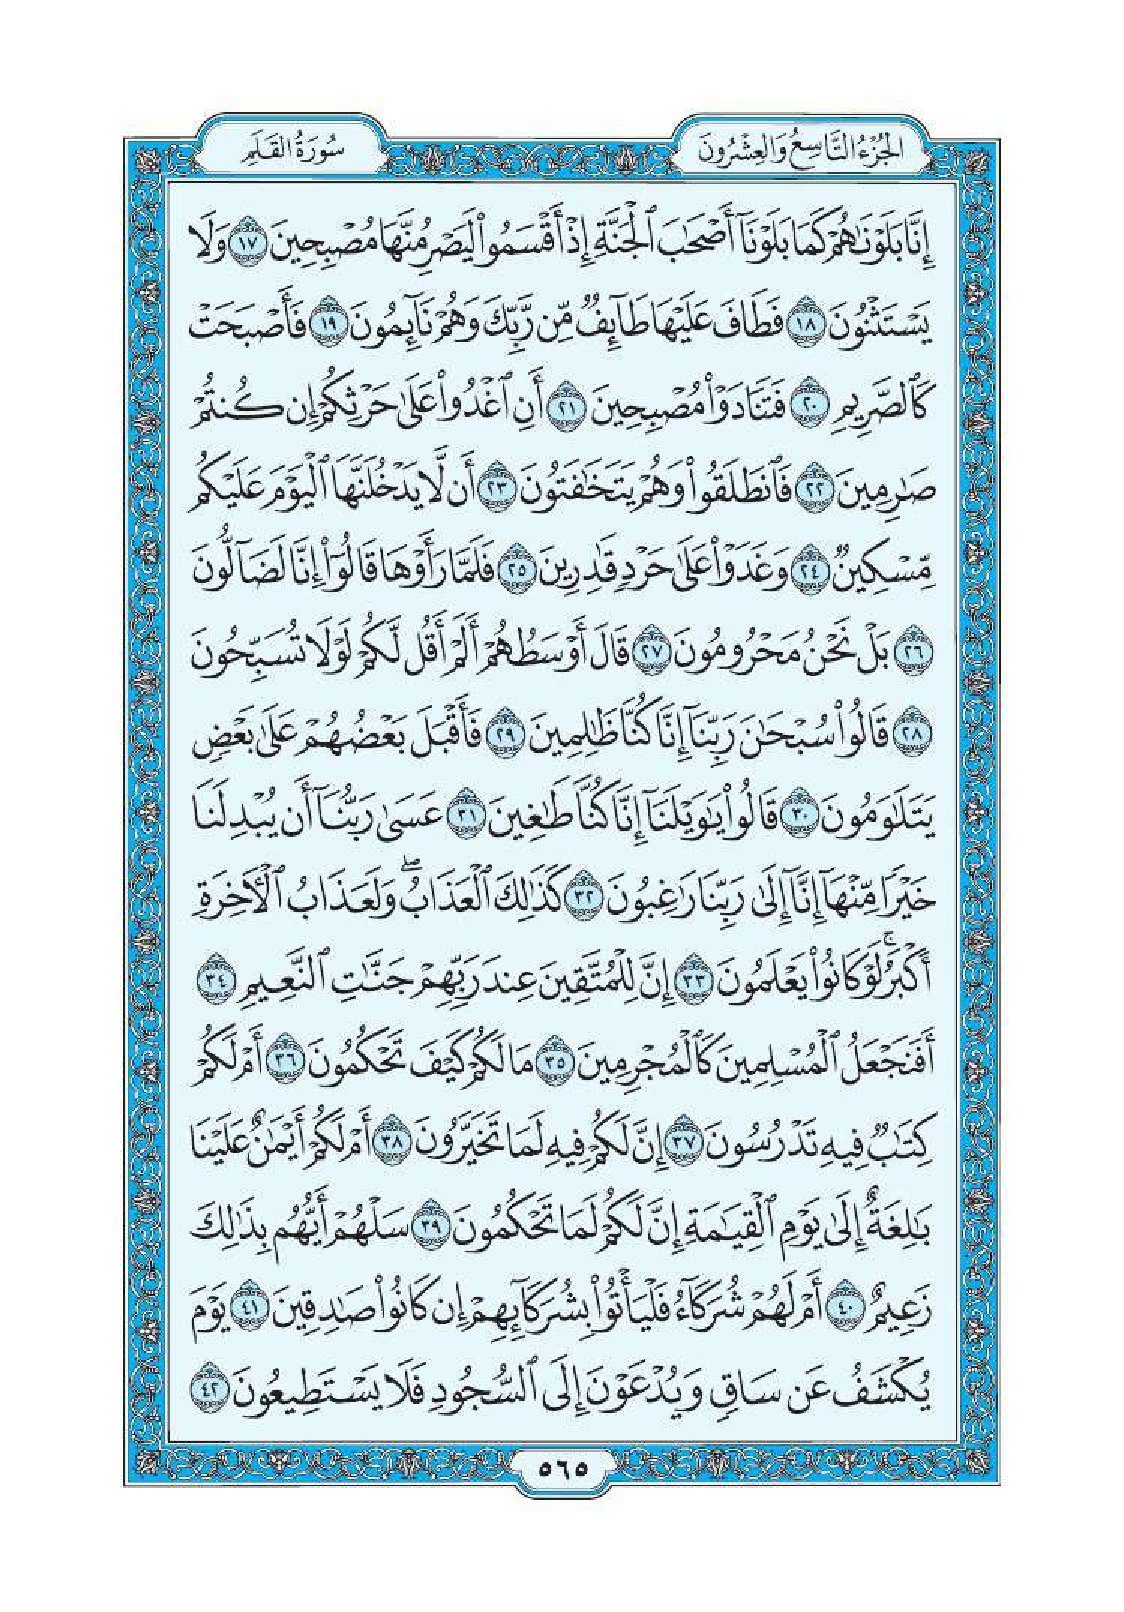 الجُزْءُ التَّاسِعُ وَالعِشْرُونَ
سُورَةُ القَلَمِ
إِنَّا بَلَوْنَٰهُمْ كَمَا بَلَوْنَآ أَصْحَٰبَ ٱلْجَنَّةِ إِذْ أَقْسَمُوا۟ لَيَصْرِمُنَّهَا مُصْبِحِينَ ١٧ وَلَا
يَسْتَثْنُونَ ١٨ فَطَافَ عَلَيْهَا طَآئِفٌ مِّن رَّبِّكَ وَهُمْ نَآئِمُونَ ١٩ فَأَصْبَحَتْ
كَٱلصَّرِيمِ ٢٠ فَتَنَادَوْا۟ مُصْبِحِينَ ٢١ أَنِ ٱغْدُوا۟ عَلَىٰ حَرْثِكُمْ إِن كُنتُمْ
صَٰرِمِينَ ٢٢ فَٱنطَلَقُوا۟ وَهُمْ يَتَخَٰفَتُونَ ٢٣ أَن لَّا يَدْخُلَنَّهَا ٱلْيَوْمَ عَلَيْكُم
مِّسْكِينٌ ٢٤ وَغَدَوْا۟ عَلَىٰ حَرْدٍ قَٰدِرِينَ ٢٥ فَلَمَّا رَأَوْهَا قَالُوٓا۟ إِنَّا لَضَآلُّونَ
٢٦ بَلْ نَحْنُ مَحْرُومُونَ ٢٧ قَالَ أَوْسَطُهُمْ أَلَمْ أَقُل لَّكُمْ لَوْلَا تُسَبِّحُونَ
٢٨ قَالُوا۟ سُبْحَٰنَ رَبِّنَآ إِنَّا كُنَّا ظَٰلِمِينَ ٢٩ فَأَقْبَلَ بَعْضُهُمْ عَلَىٰ بَعْضٍ
يَتَلَٰوَمُونَ ٣٠ قَالُوا۟ يَٰوَيْلَنَآ إِنَّا كُنَّا طَٰغِينَ ٣١ عَسَىٰ رَبُّنَآ أَن يُبْدِلَنَا
خَيْرًا مِّنْهَآ إِنَّآ إِلَىٰ رَبِّنَا رَٰغِبُونَ ٣٢ كَذَٰلِكَ ٱلْعَذَابُ ۖ وَلَعَذَابُ ٱلْأَخِرَةِ
أَكْبَرُ ۚ لَوْ كَانُوا۟ يَعْلَمُونَ ٣٣ إِنَّ لِلْمُتَّقِينَ عِندَ رَبِّهِمْ جَنَّٰتِ ٱلنَّعِيمِ ٣٤
أَفَنَجْعَلُ ٱلْمُسْلِمِينَ كَٱلْمُجْرِمِينَ ٣٥ مَا لَكُمْ كَيْفَ تَحْكُمُونَ ٣٦ أَمْ لَكُمْ
كِتَٰبٌ فِيهِ تَدْرُسُونَ ٣٧ إِنَّ لَكُمْ فِيهِ لَمَا تَخَيَّرُونَ ٣٨ أَمْ لَكُمْ أَيْمَٰنٌ عَلَيْنَا
بَٰلِغَةٌ إِلَىٰ يَوْمِ ٱلْقِيَٰمَةِ إِنَّ لَكُمْ لَمَا تَحْكُمُونَ ٣٩ سَلْهُمْ أَيُّهُم بِذَٰلِكَ
زَعِيمٌ ٤٠ أَمْ لَهُمْ شُرَكَآءُ فَلْيَأْتُوا۟ بِشُرَكَآئِهِمْ إِن كَانُوا۟ صَٰدِقِينَ ٤١ يَوْمَ
يُكْشَفُ عَن سَاقٍ وَيُدْعَوْنَ إِلَى ٱلسُّجُودِ فَلَا يَسْتَطِيعُونَ ٤٢
٥٦٥